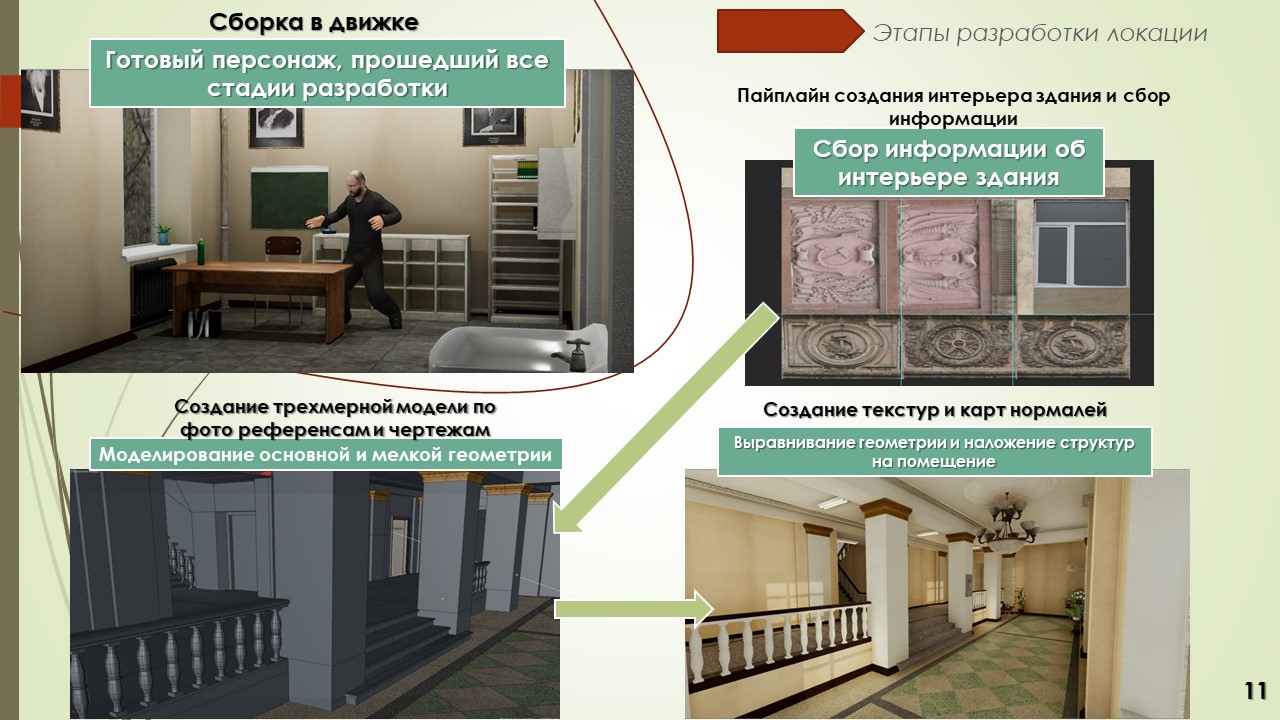 Сборка в движке
Готовый персонаж, прошедший все
стадии разработки
Этапы разработки локации
Пайплайн создания интерьера здания и сбор
информации
Сбор информации об
интерьере здания
Создание трехмерной модели по
фото референсам и чертежам
Моделирование основной и мелкой геометрии
Создание текстур и карт нормалей
Выравнивание геометрии и наложение структур
на помещение
11